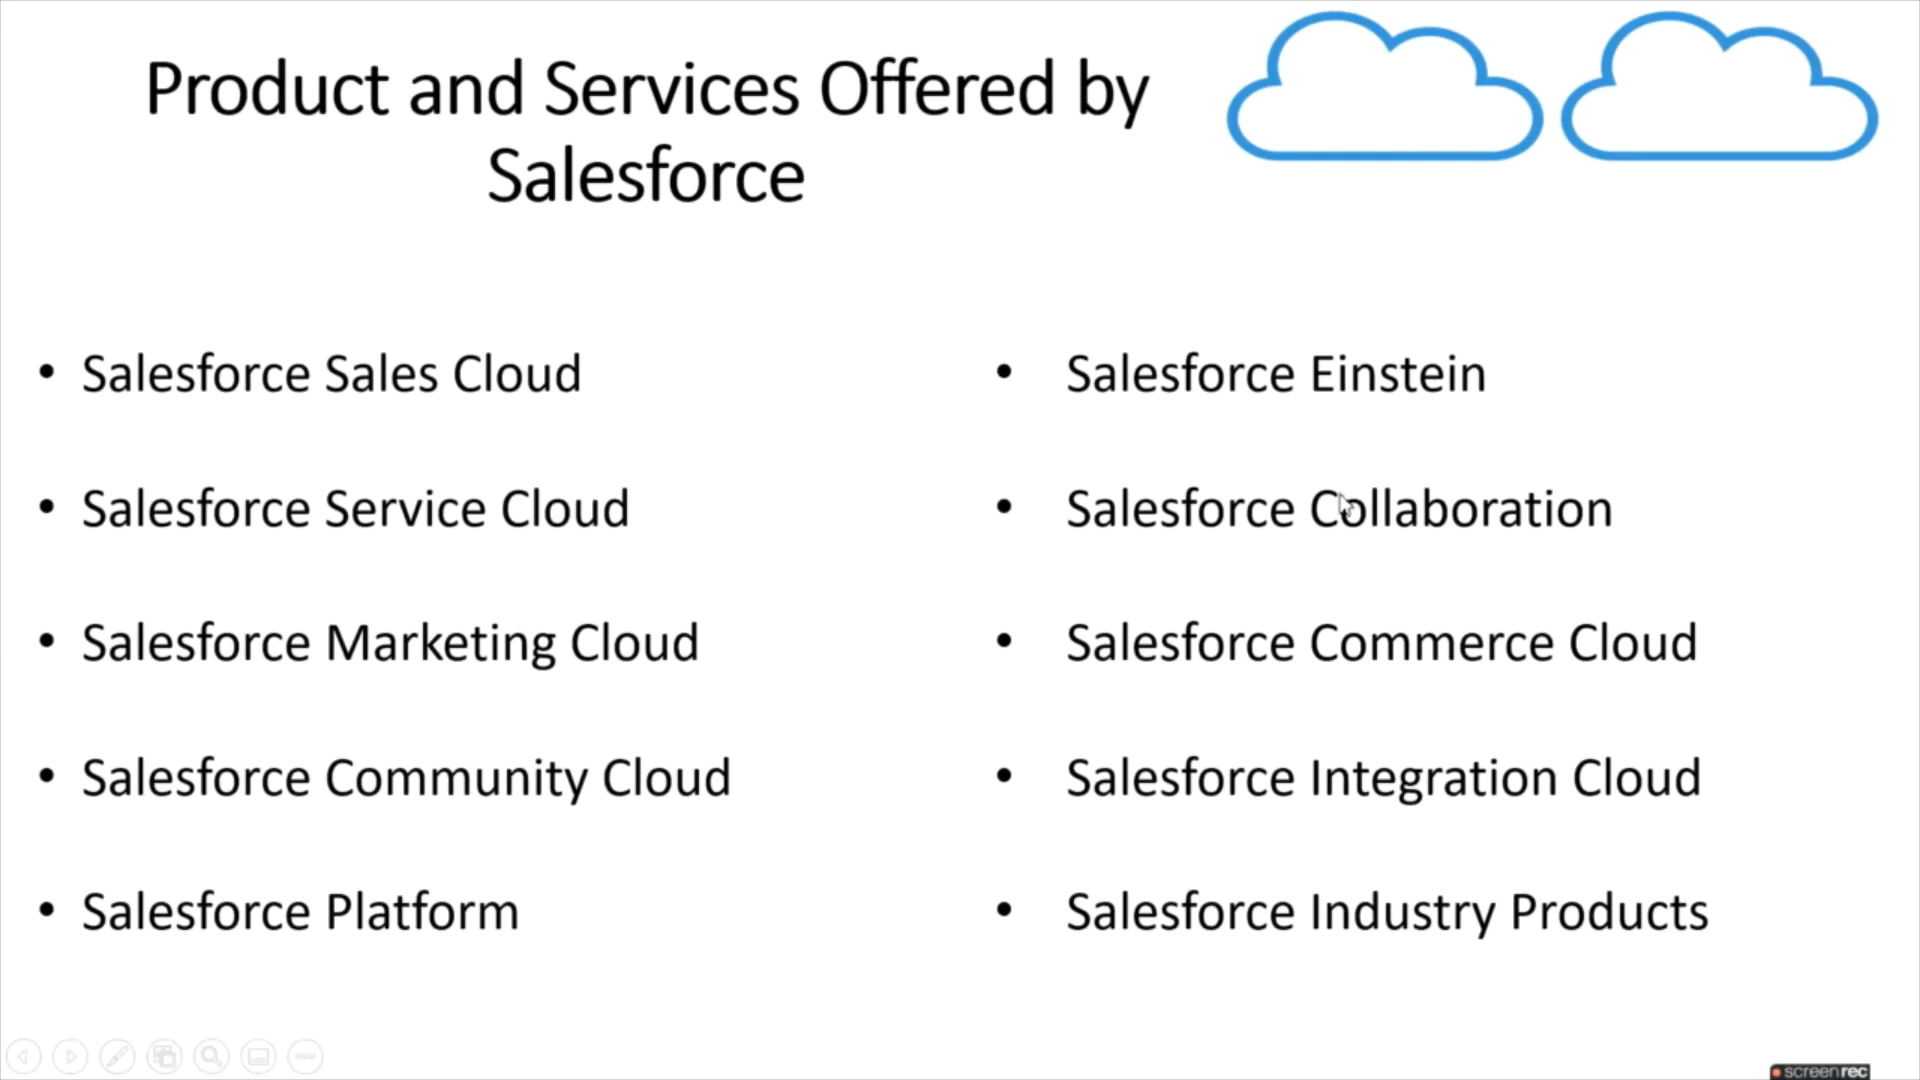 Product and Services Offered by
Salesforce
• Salesforce Sales Cloud
• Salesforce Service Cloud
• Salesforce Marketing Cloud
• Salesforce Community Cloud
• Salesforce Platform
• Salesforce Einstein
• Salesforce Collaboration
• Salesforce Commerce Cloud
• Salesforce Integration Cloud
• Salesforce Industry Products
screenrec